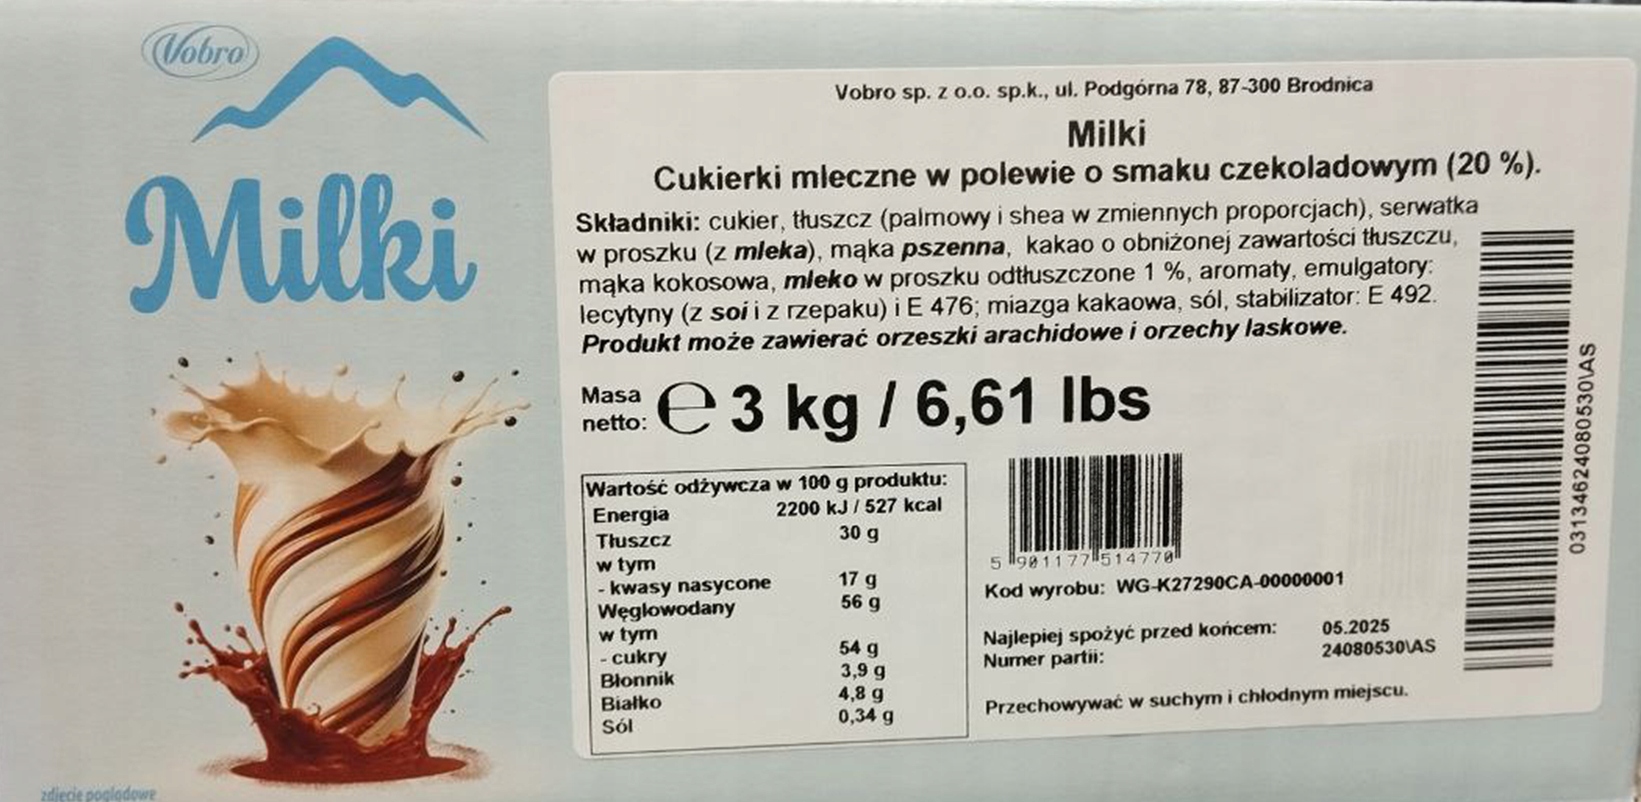 Vobro
Milki
Vobro sp. z o.o. sp.k., ul. Podgórna 78, 87-300 Brodnica
Milki
Cukierki mleczne w polewie o smaku czekoladowym (20 %).
Składniki: cukier, tłuszcz (palmowy i shea w zmiennych proporcjach), serwatka
w proszku (z mleka), mąka pszenna, kakao o obniżonej zawartości tłuszczu,
mąka kokosowa, mleko w proszku odtłuszczone 1 %, aromaty, emulgatory:
lecytyny (z soi i z rzepaku) i E 476; miazga kakaowa, sól, stabilizator: E 492.
Produkt może zawierać orzeszki arachidowe i orzechy laskowe.
Masa
netto: e 3 kg / 6,61 lbs
Wartość odżywcza w 100 g produktu:
Energia 2200 kJ / 527 kcal
Tłuszcz 30 g
w tym
- kwasy nasycone 17 g
Węglowodany 56 g
w tym
- cukry 54 g
Błonnik 3,9 g
Białko 4,8 g
Sól 0,34 g
5 901177 514770
Kod wyrobu: WG-K27290CA-00000001
Najlepiej spożyć przed końcem: 05.2025
Numer partii: 24080530\AS
Przechowywać w suchym i chłodnym miejscu.
03134624080530\AS
zdjęcie poglądowe